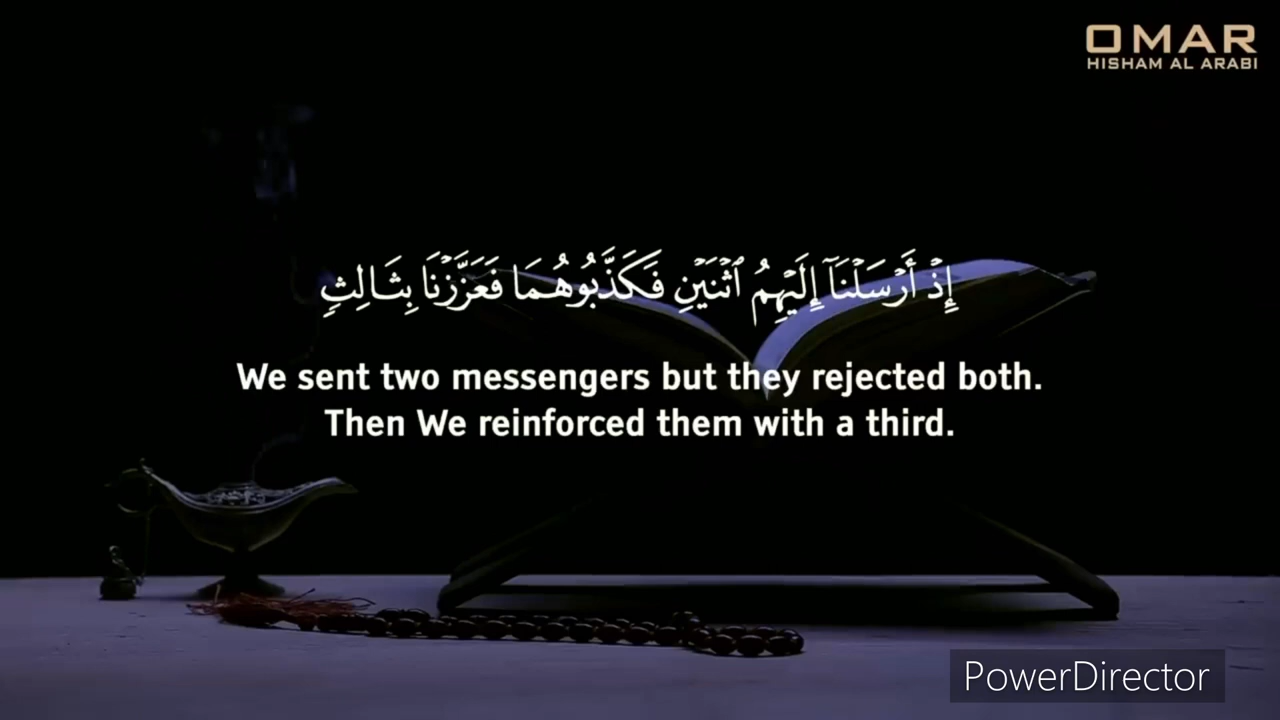 OMAR
HISHAM AL ARABI
إِذْ أَرْسَلْنَآ إِلَيْهِمُ ٱثْنَيْنِ فَكَذَّبُوهُمَا فَعَزَّزْنَا بِثَالِثٍ
We sent two messengers but they rejected both.
Then We reinforced them with a third.
PowerDirector